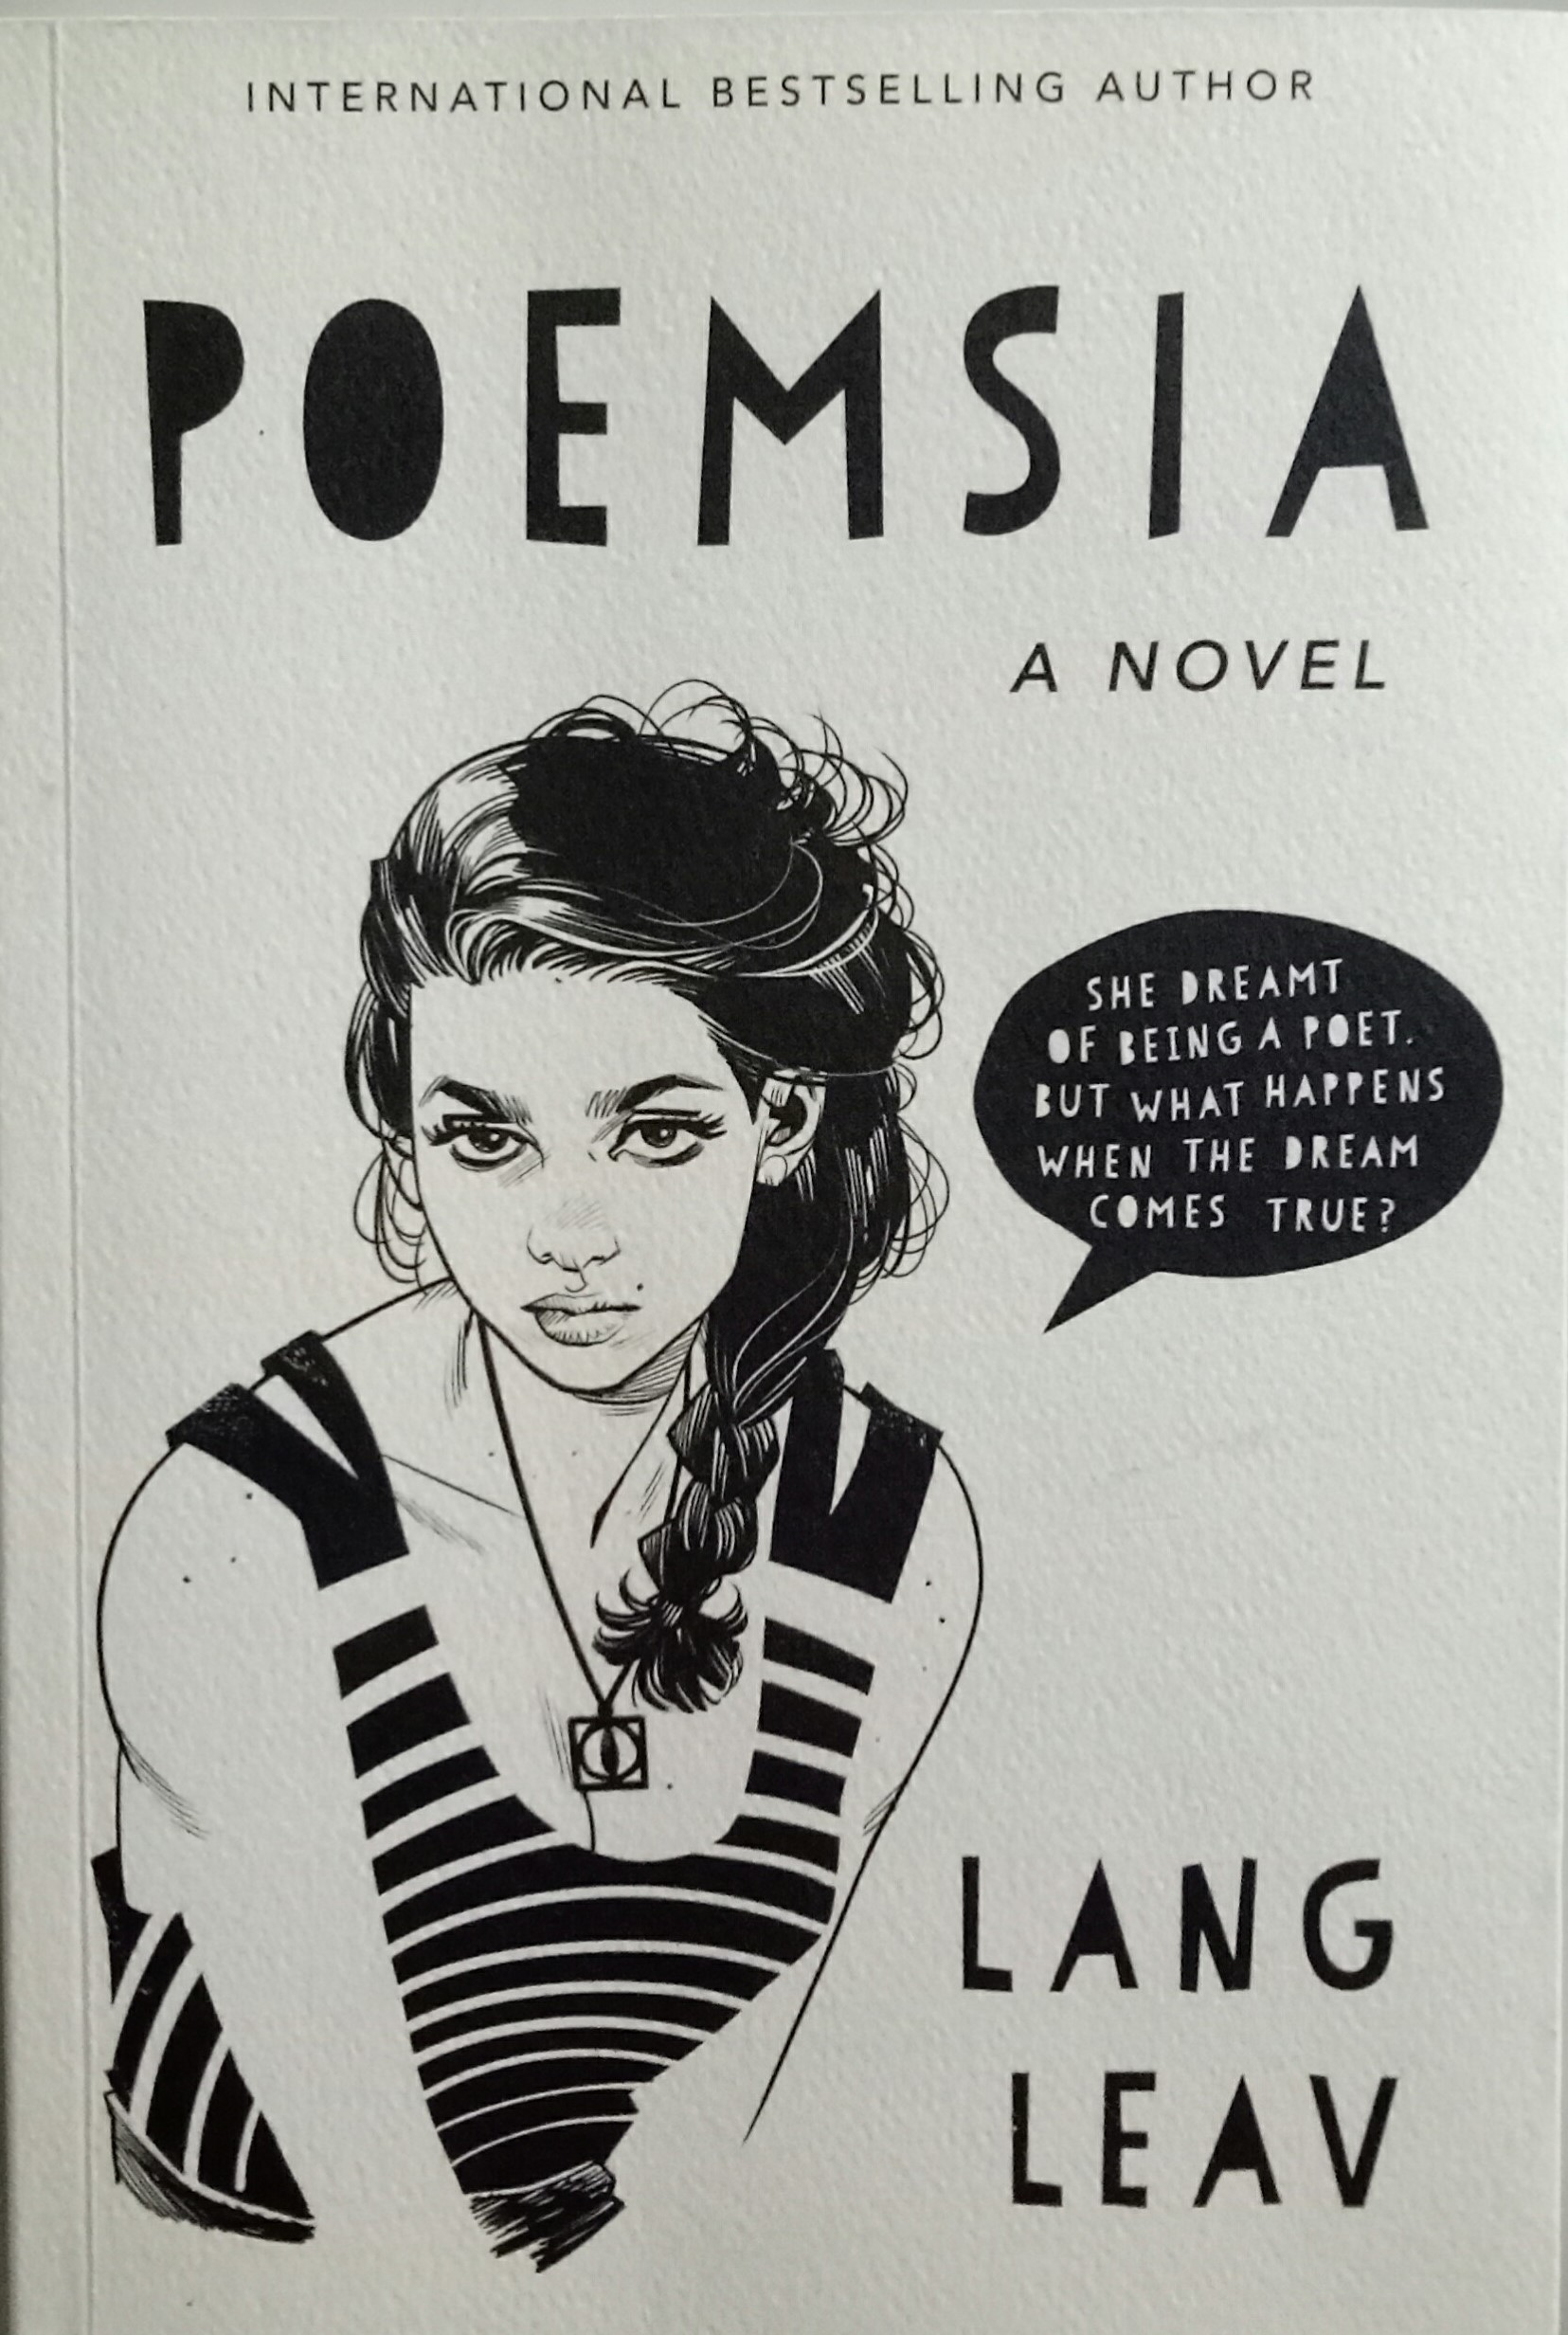 INTERNATIONAL BESTSELLING AUTHOR
POEMSIA
A NOVEL
SHE DREAMT
OF BEING A POET.
BUT WHAT HAPPENS
WHEN THE DREAM
COMES TRUE?
LANG
LEAV